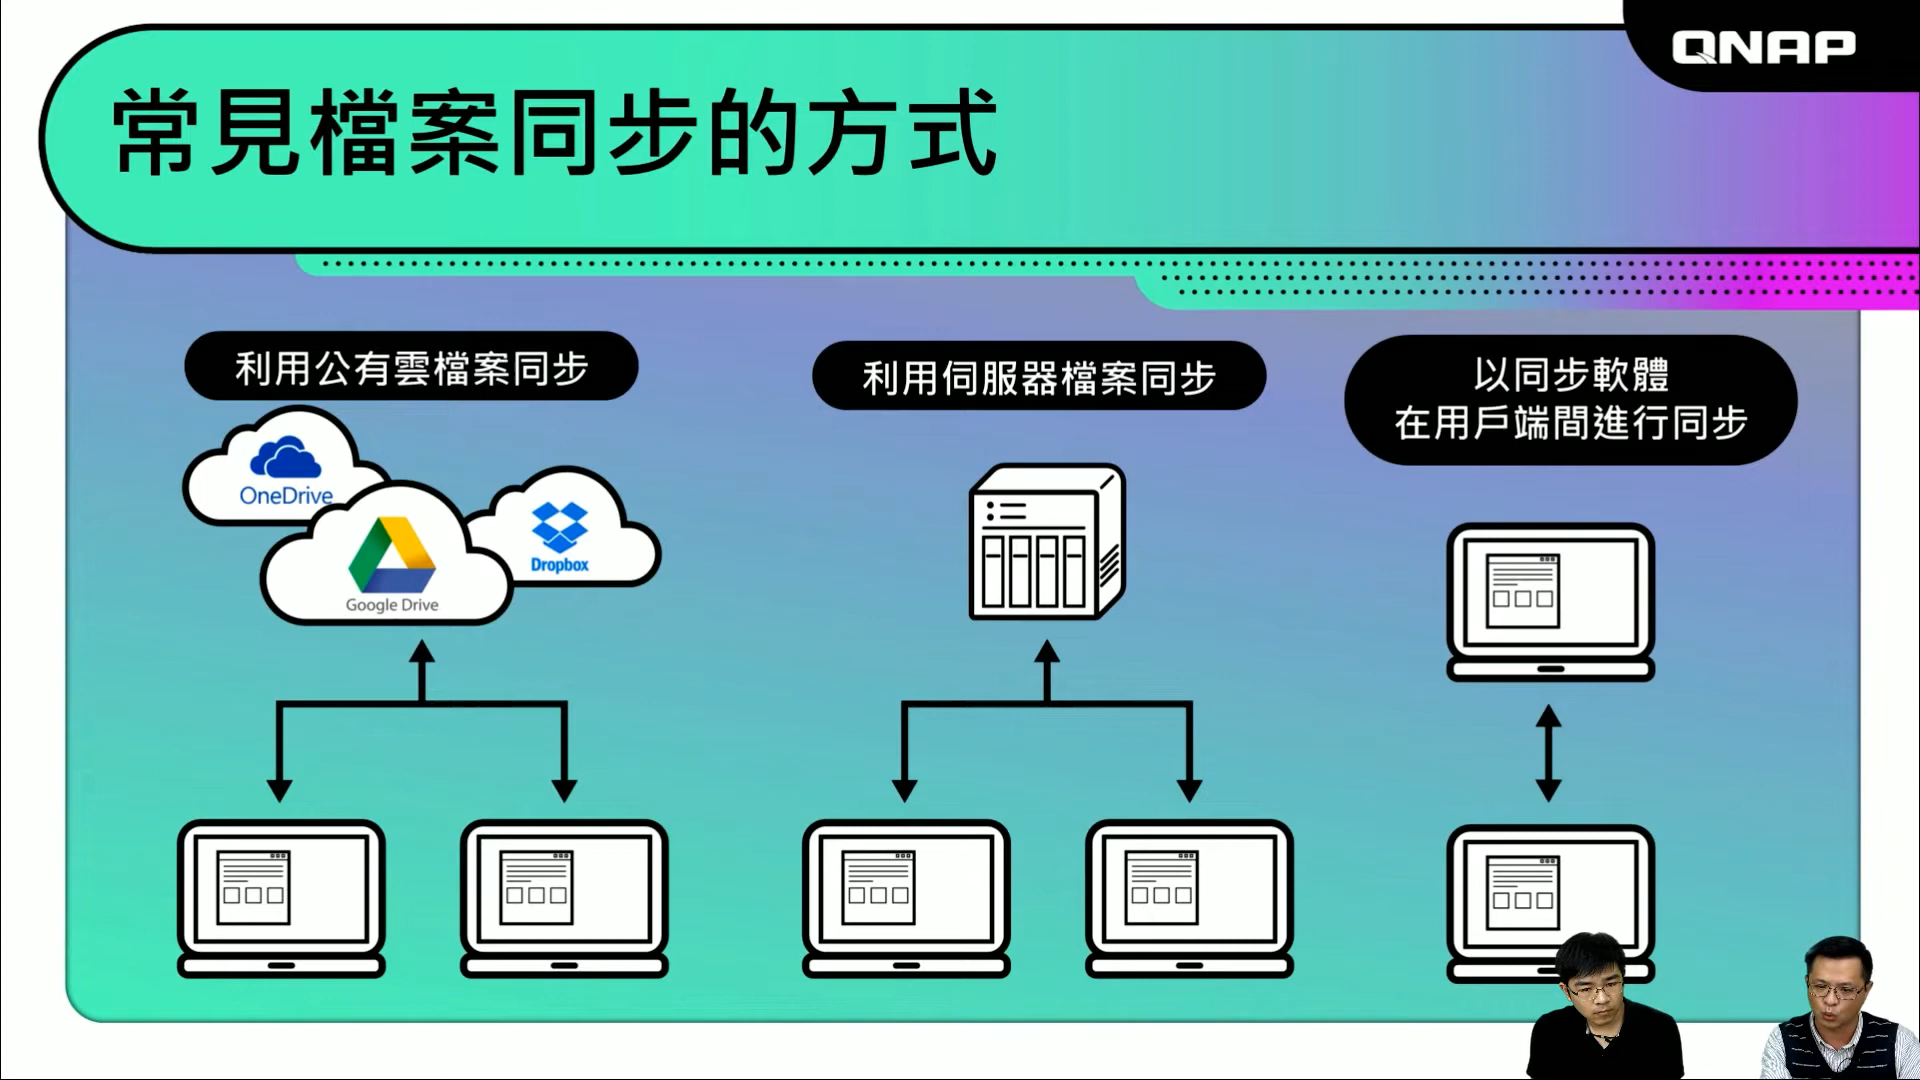 QNAP
常見檔案同步的方式
利用公有雲檔案同步
利用伺服器檔案同步
以同步軟體
在用戶端間進行同步
OneDrive
Dropbox
Google Drive